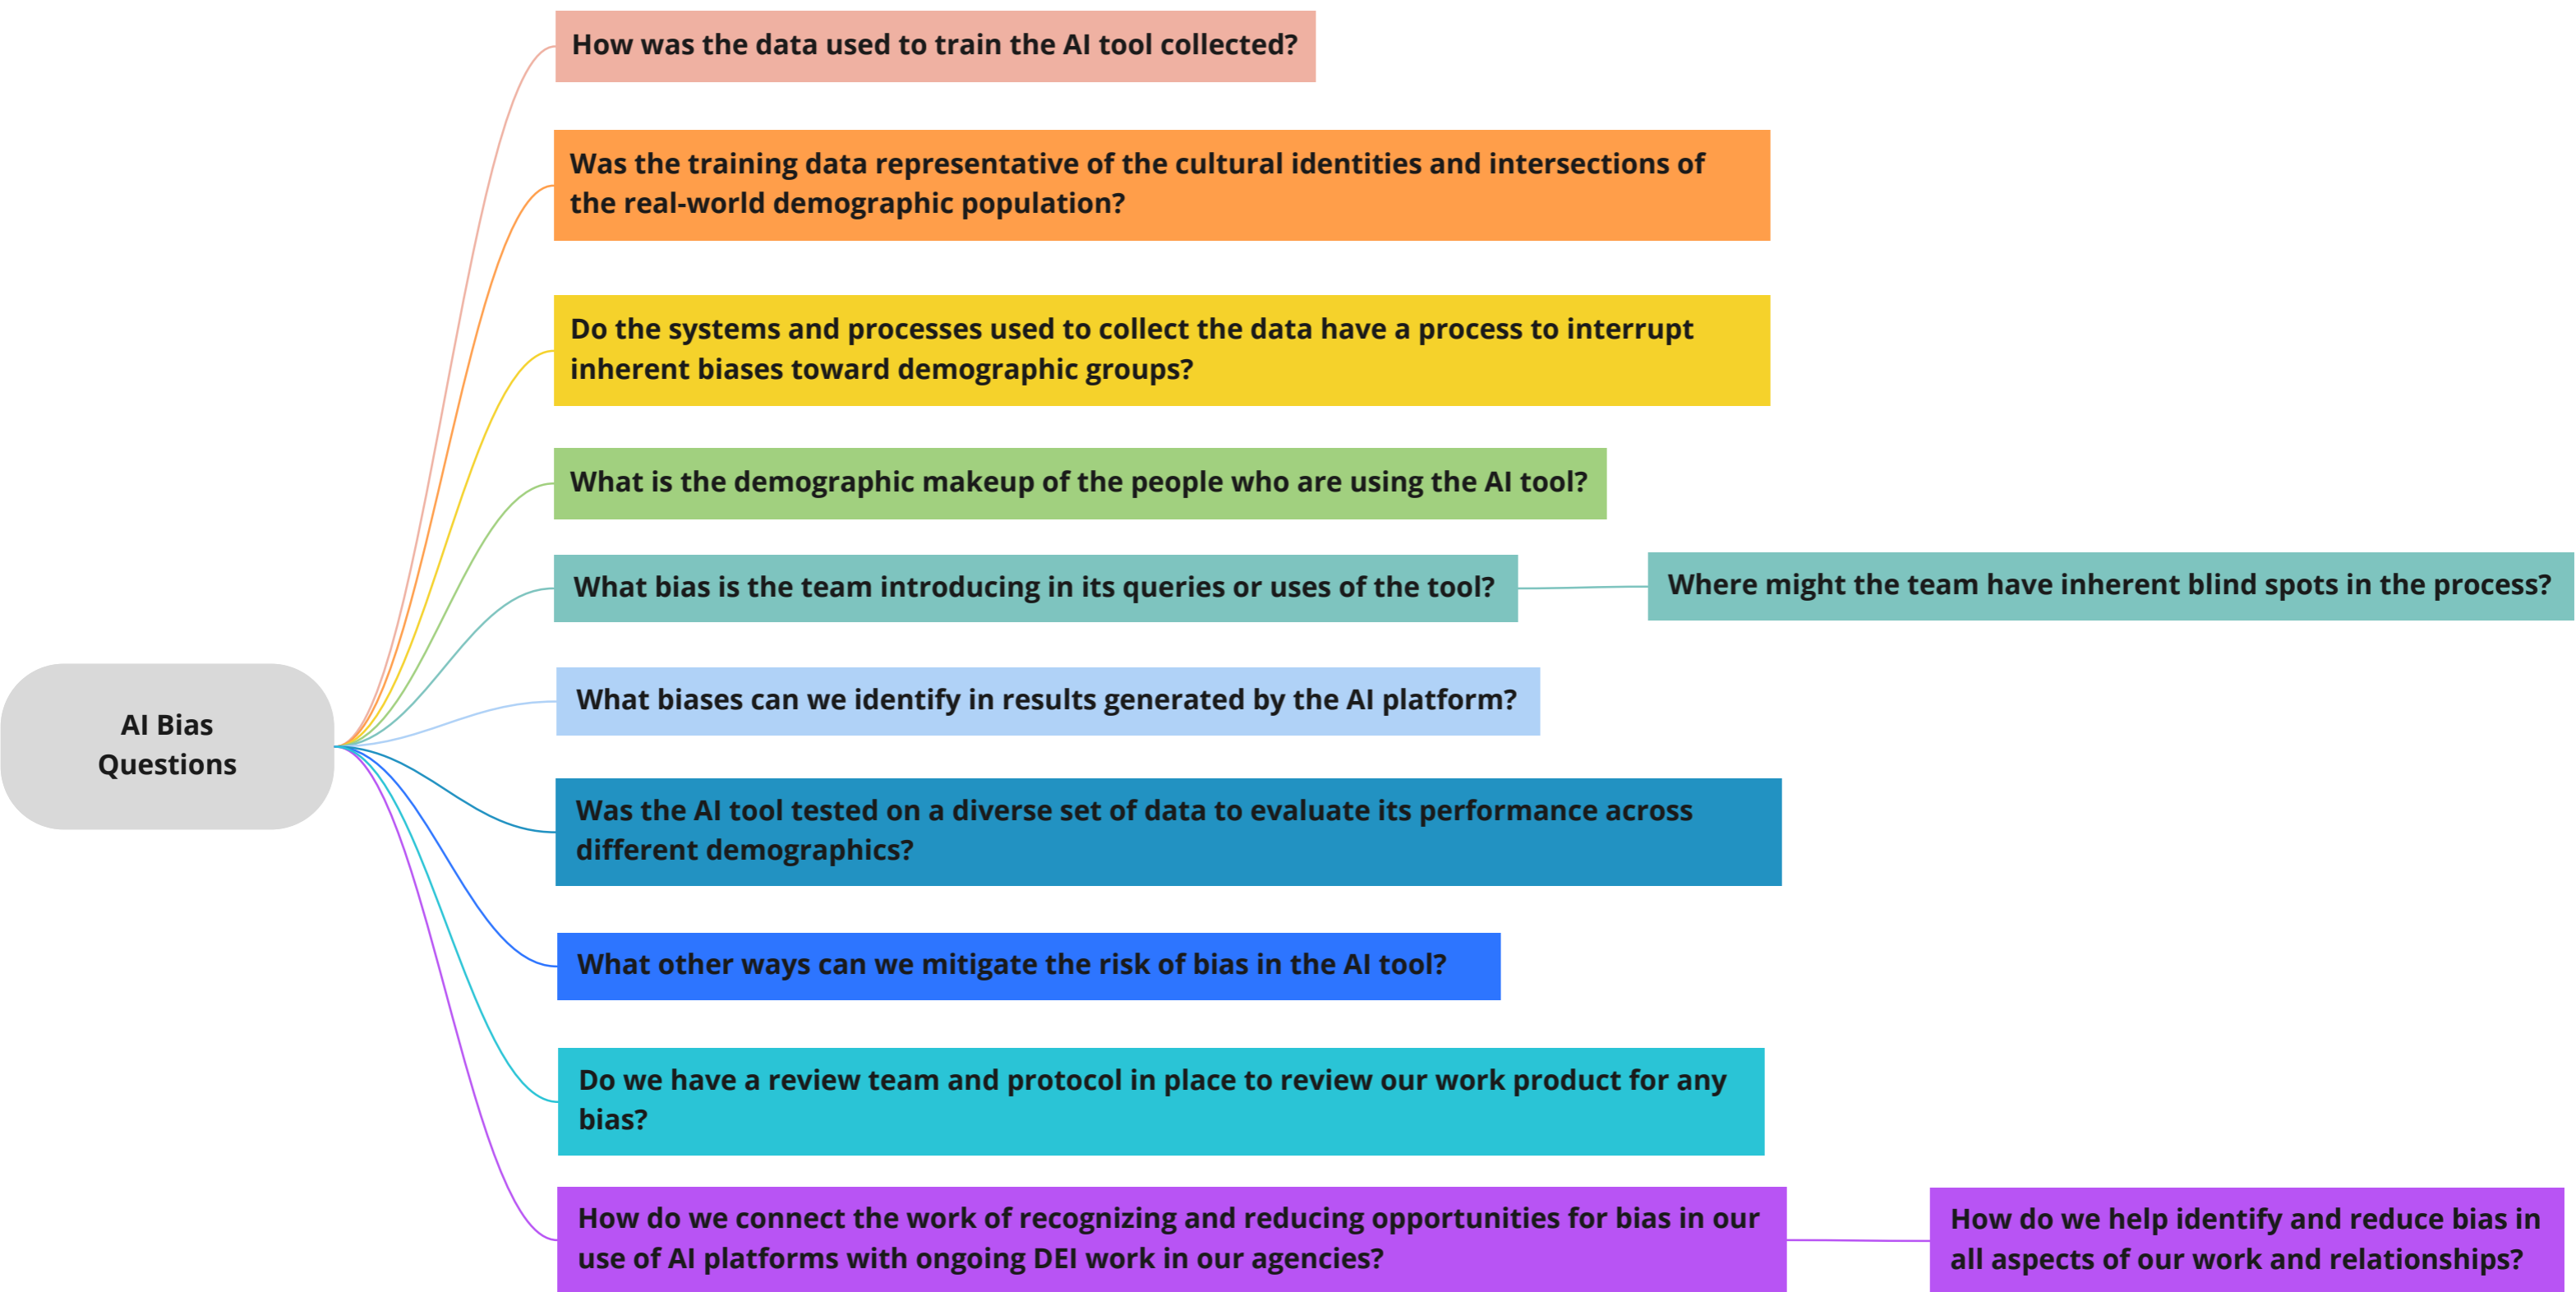 How was the data used to train the AI tool collected?
Was the training data representative of the cultural identities and intersections of
the real-world demographic population?
Do the systems and processes used to collect the data have a process to interrupt
inherent biases toward demographic groups?
What is the demographic makeup of the people who are using the AI tool?
What bias is the team introducing in its queries or uses of the tool?
Where might the team have inherent blind spots in the process?
AI Bias
Questions
What biases can we identify in results generated by the AI platform?
Was the AI tool tested on a diverse set of data to evaluate its performance across
different demographics?
What other ways can we mitigate the risk of bias in the AI tool?
Do we have a review team and protocol in place to review our work product for any
bias?
How do we connect the work of recognizing and reducing opportunities for bias in our
use of AI platforms with ongoing DEI work in our agencies?
How do we help identify and reduce bias in
all aspects of our work and relationships?